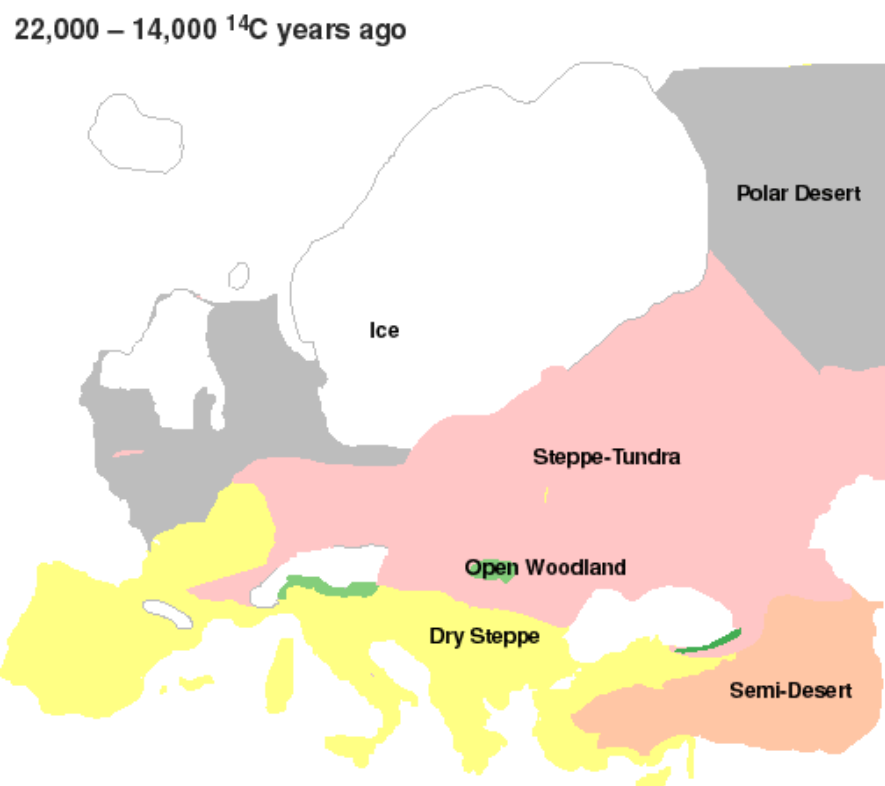 22,000 – 14,000 ¹⁴C years ago
Polar Desert
Ice
Steppe-Tundra
Open Woodland
Dry Steppe
Semi-Desert